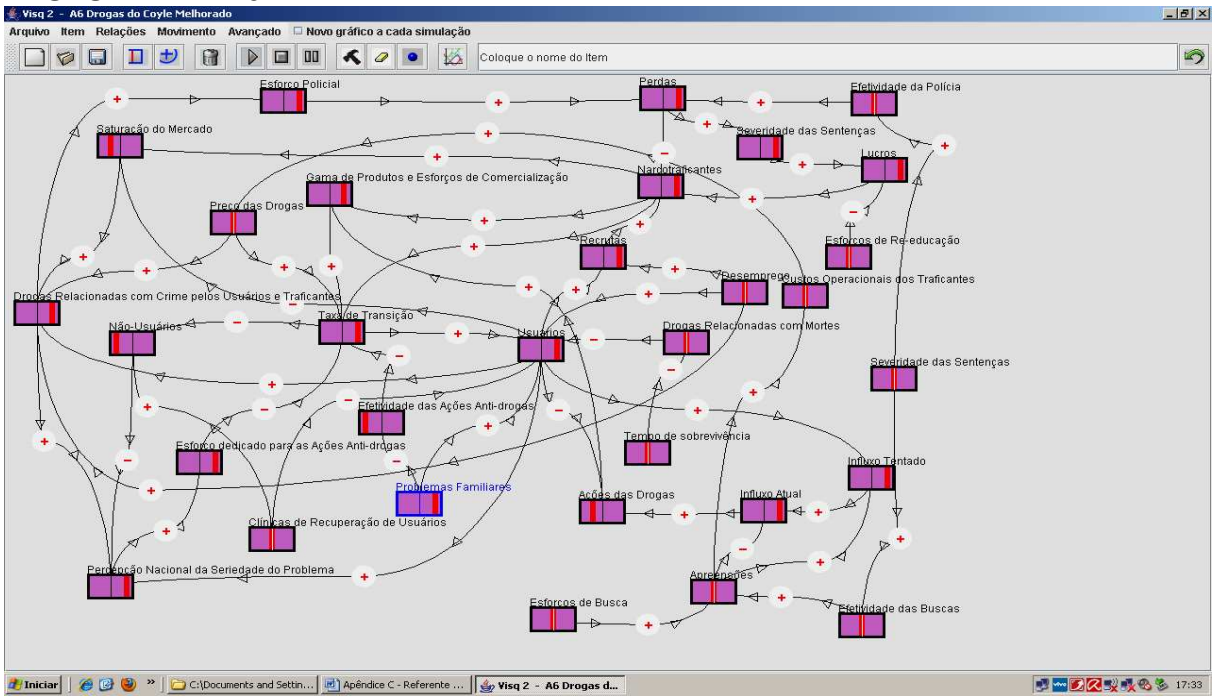 Visq 2 - A6 Drogas do Coyle Melhorado
Arquivo Item Relações Movimento Avançado Novo gráfico a cada simulação
Coloque o nome do Item
Esforço Policial
Perdas
Efetividade da Polícia
Saturação do Mercado
Severidade das Sentenças
Lucros
Gama de Produtos e Esforços de Comercialização
Narcotraficantes
Preço das Drogas
Recrutas
Esforços de Re-educação
Desemprego
Custos Operacionais dos Traficantes
Drogas Relacionadas com Crime pelos Usuários e Traficantes
Não-Usuários
Taxa de Transição
Usuários
Drogas Relacionadas com Mortes
Severidade das Sentenças
Efetividade das Ações Anti-drogas
Esforço dedicado para as Ações Anti-drogas
Tempo de sobrevivência
Influxo Tentado
Problemas Familiares
Ações das Drogas
Influxo Atual
Clínicas de Recuperação de Usuários
Percepção Nacional da Seriedade do Problema
Apreensões
Esforços de Busca
Efetividade das Buscas
Iniciar
C:\Documents and Settin...
Apêndice C - Referente ...
Visq 2 - A6 Drogas d...
17:33